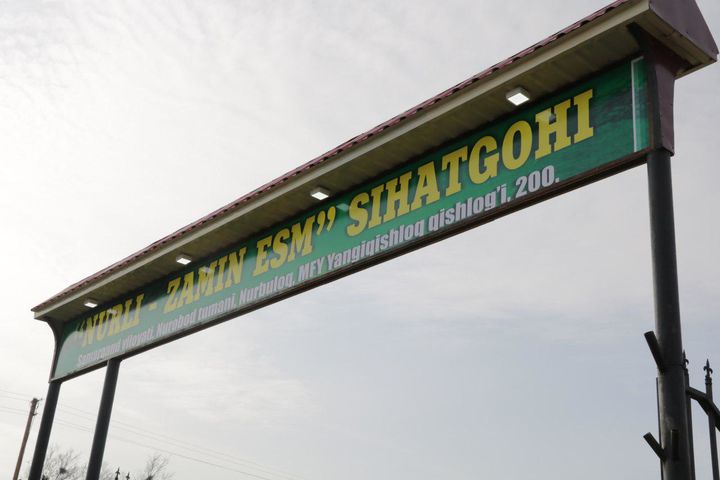 “NURLI - ZAMIN ESM” SIHATGOHI
Samarqand viloyati, Nurobod tumani, Nurbuloq, MFY Yangiqishloq qishlog'i, 200.